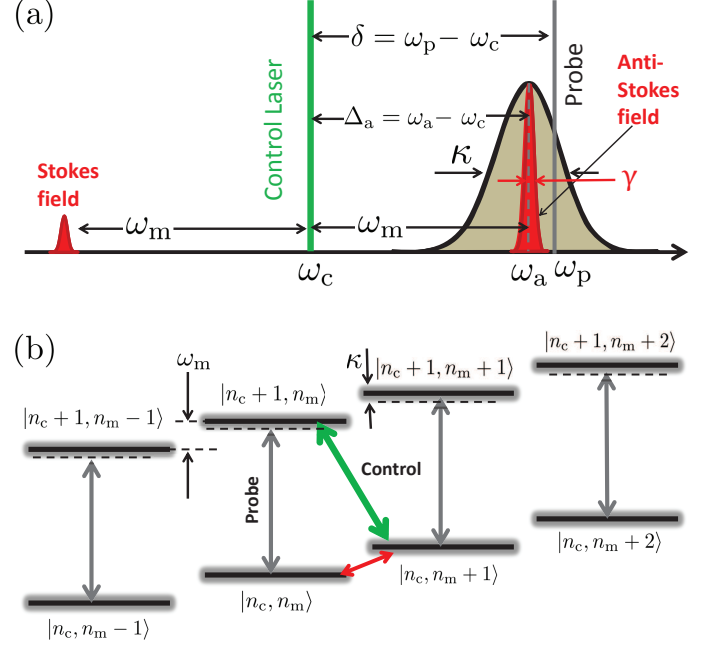 (a)
δ = ωp − ωc
Control Laser
Probe
Anti-
Stokes
field
Δa = ωa − ωc
κ
γ
Stokes
field
ωm
ωm
ωc
ωa
ωp
(b)
ωm
κ
|nc + 1, nm − 1⟩
|nc + 1, nm⟩
|nc + 1, nm + 1⟩
|nc + 1, nm + 2⟩
Probe
Control
|nc, nm − 1⟩
|nc, nm⟩
|nc, nm + 1⟩
|nc, nm + 2⟩